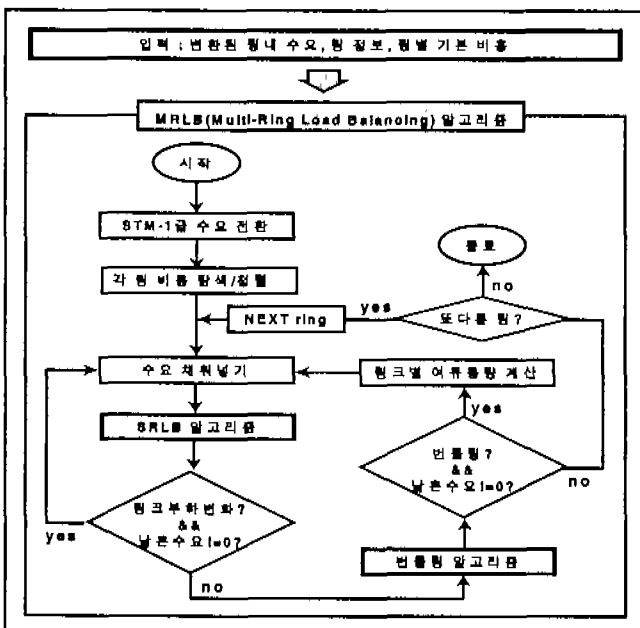 입력 : 변환된 링내 수요, 링 정보, 링별 기본 비용
MRLB(Multi-Ring Load Balancing) 알고리즘
시작
STM-1급 수요 전환
각 링 비용 탐색/정렬
종료
no
yes
NEXT ring
또다른 링?
수요 채워넣기
링크별 여유용량 계산
SRLB 알고리즘
yes
번들링?
&&
남은수요!=0?
no
링크부하변화?
&&
남은수요!=0?
yes
no
번들링 알고리즘